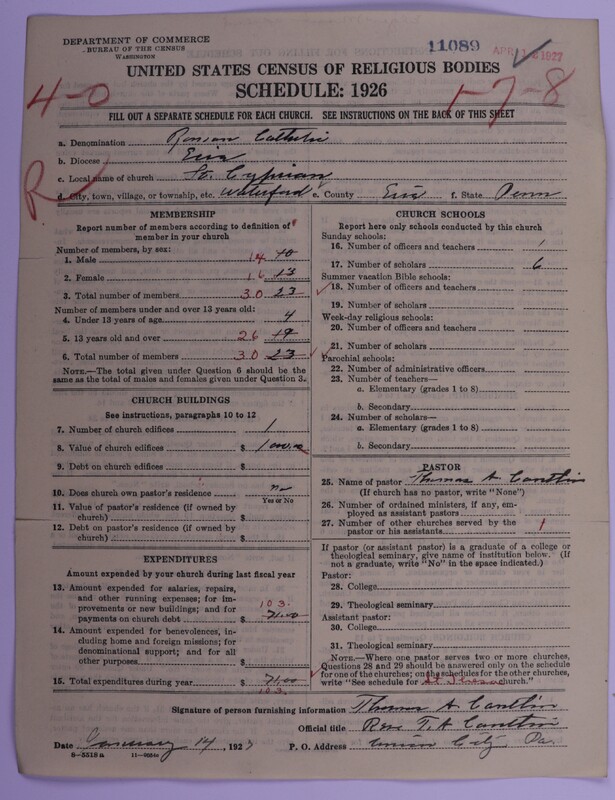 DEPARTMENT OF COMMERCE
BUREAU OF THE CENSUS
WASHINGTON
11089 APR 1927
UNITED STATES CENSUS OF RELIGIOUS BODIES
SCHEDULE: 1926
4-0
1-7-8
R
FILL OUT A SEPARATE SCHEDULE FOR EACH CHURCH. SEE INSTRUCTIONS ON THE BACK OF THIS SHEET
a. Denomination Roman Catholic
b. Diocese Erie
c. Local name of church St. Cyprian
d. City, town, village, or township, etc. Waterford e. County Erie f. State Penn
MEMBERSHIP
Report number of members according to definition of member in your church
Number of members, by sex:
1. Male 14 10
2. Female 16 13
3. Total number of members 30 23
Number of members under and over 13 years old:
4. Under 13 years of age 4
5. 13 years old and over 26 19
6. Total number of members 30 23
NOTE.—The total given under Question 6 should be the same as the total of males and females given under Question 3.
CHURCH BUILDINGS
See instructions, paragraphs 10 to 12
7. Number of church edifices 1
8. Value of church edifices $
9. Debt on church edifices $
10. Does church own pastor's residence no
Yes or No
11. Value of pastor's residence (if owned by church) $
12. Debt on pastor's residence (if owned by church) $
EXPENDITURES
Amount expended by your church during last fiscal year
13. Amount expended for salaries, repairs, and other running expenses; for improvements or new buildings; and for payments on church debt $ 103. 71.00
14. Amount expended for benevolences, including home and foreign missions; for denominational support; and for all other purposes $
15. Total expenditures during year $ 71.00
103.
CHURCH SCHOOLS
Report here only schools conducted by this church
Sunday schools:
16. Number of officers and teachers 1
17. Number of scholars 6
Summer vacation Bible schools:
18. Number of officers and teachers
19. Number of scholars
Week-day religious schools:
20. Number of officers and teachers
21. Number of scholars
Parochial schools:
22. Number of administrative officers
23. Number of teachers—
a. Elementary (grades 1 to 8)
b. Secondary
24. Number of scholars—
a. Elementary (grades 1 to 8)
b. Secondary
PASTOR
25. Name of pastor Thomas A. Cantlin
(If church has no pastor, write "None")
26. Number of ordained ministers, if any, employed as assistant pastors
27. Number of other churches served by the pastor or his assistants 1
If pastor (or assistant pastor) is a graduate of a college or theological seminary, give name of institution below. (If not a graduate, write "No" in the space indicated.)
Pastor:
28. College
29. Theological seminary
Assistant pastor:
30. College
31. Theological seminary
NOTE.—Where one pastor serves two or more churches, Questions 28 and 29 should be answered only on the schedule for one of the churches; on the schedules for the other churches, write "See schedule for St. Teresa church."
Signature of person furnishing information Thomas A Cantlin
Official title Rev. T. A Cantlin
Date January 14, 1927 P. O. Address Union City Pa.